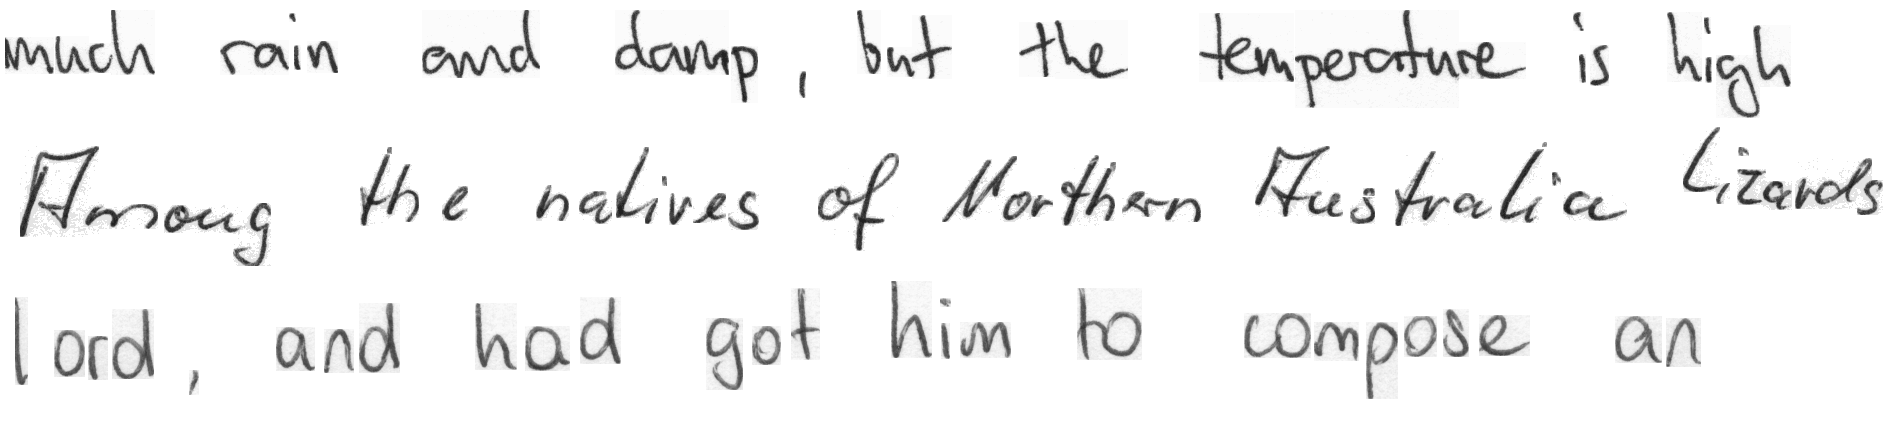 much rain and damp, but the temperature is high
Among the natives of Northern Australia Lizards
lord, and had got him to compose an